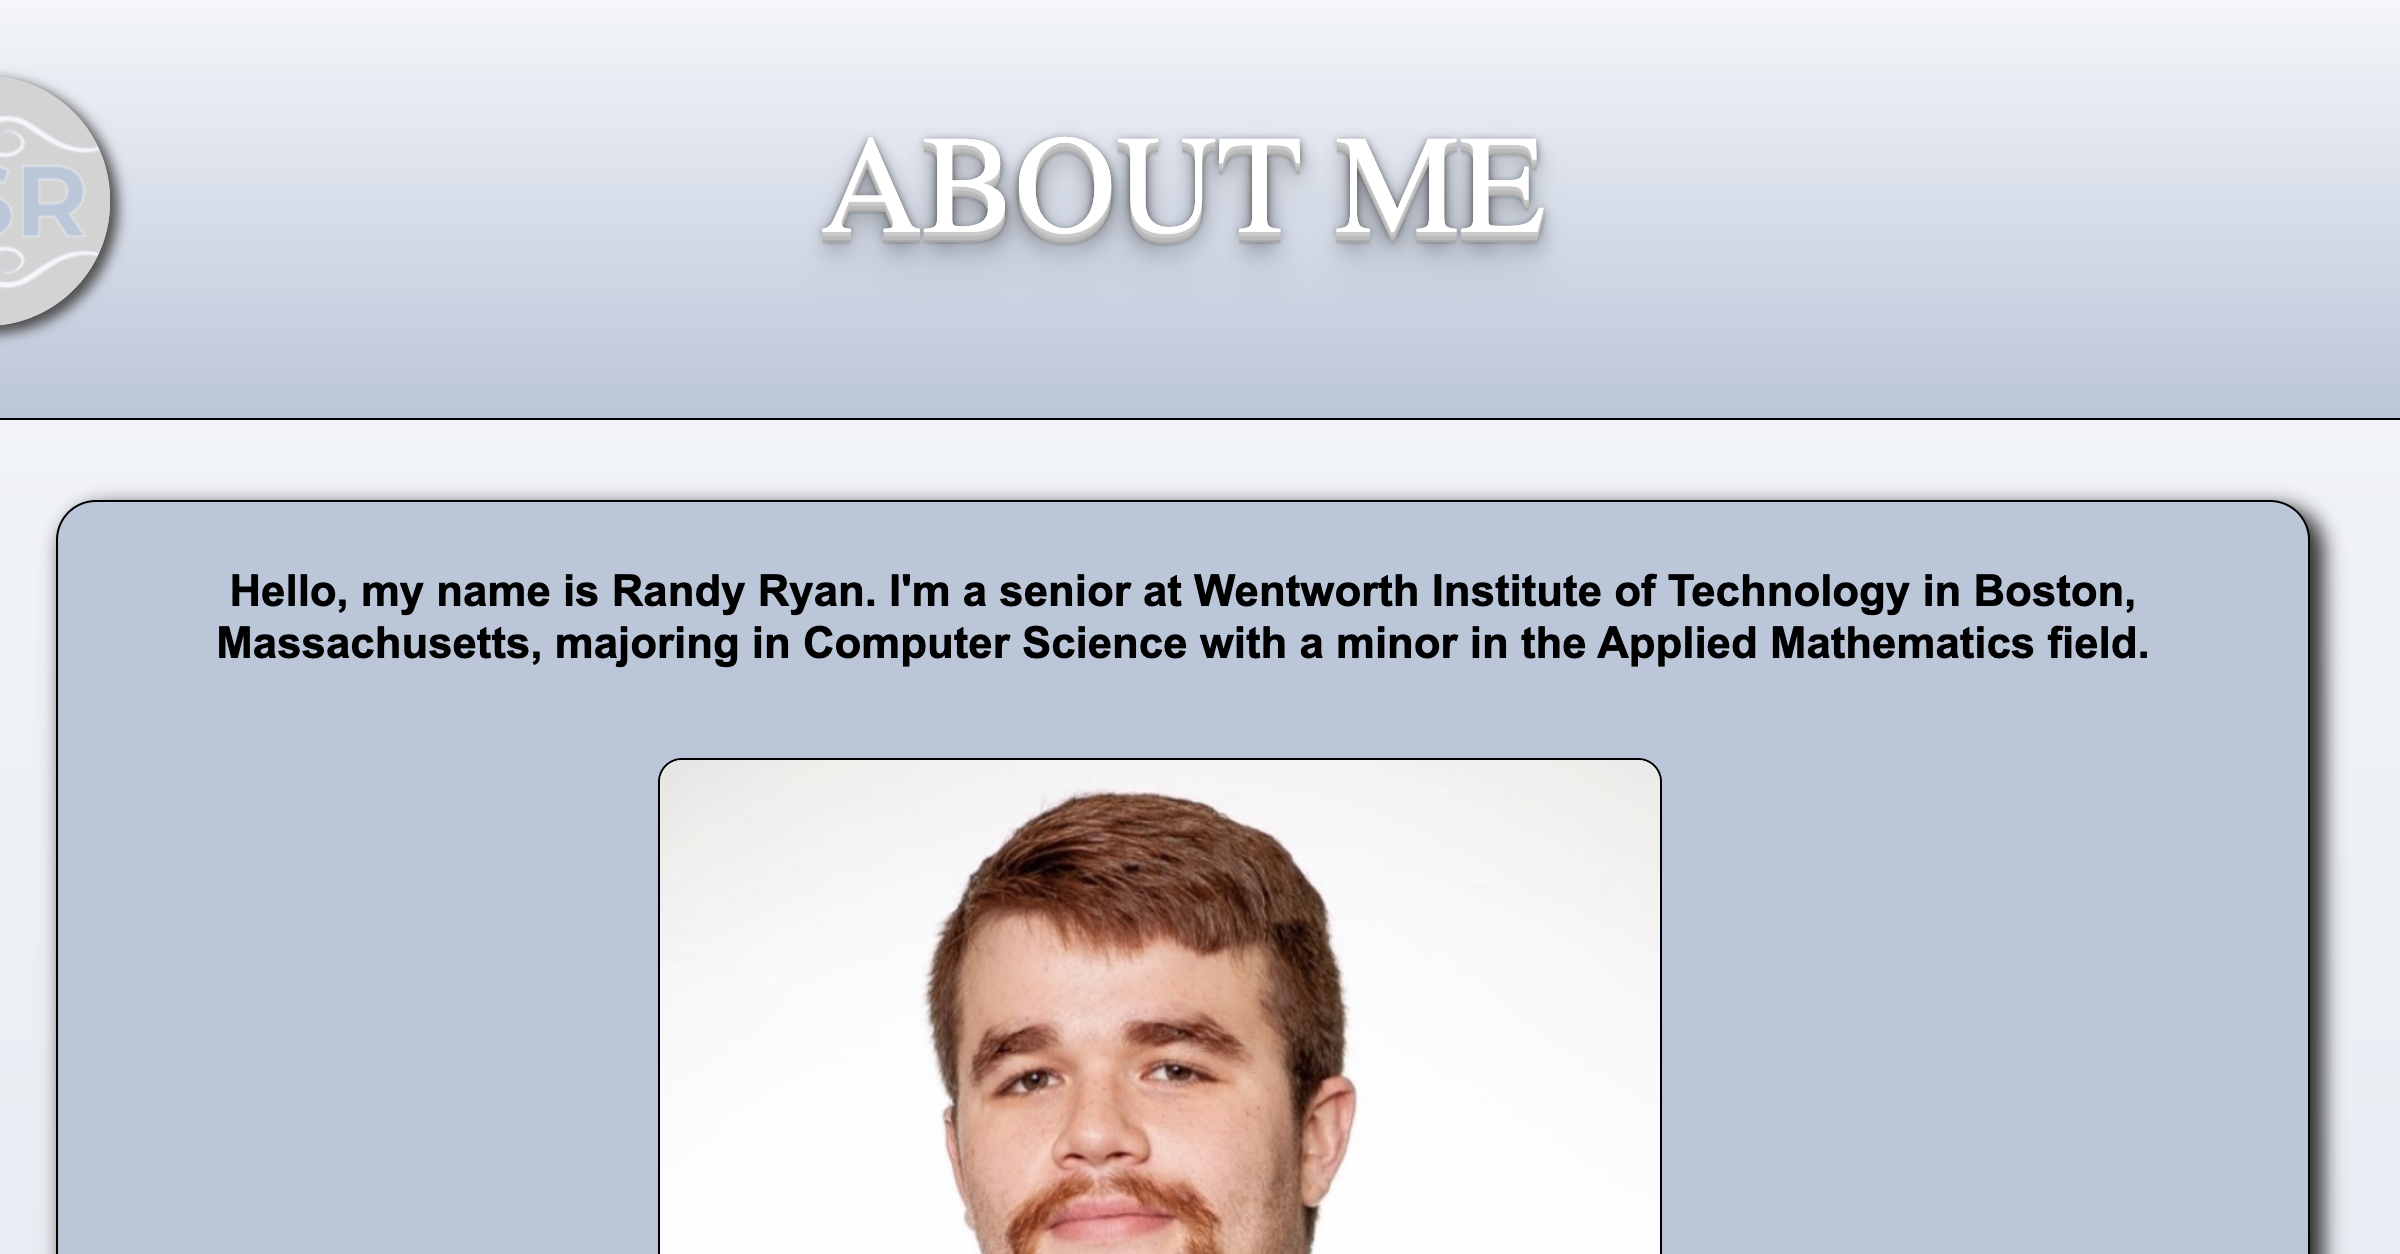 ABOUT ME
SR
Hello, my name is Randy Ryan. I'm a senior at Wentworth Institute of Technology in Boston,
Massachusetts, majoring in Computer Science with a minor in the Applied Mathematics field.